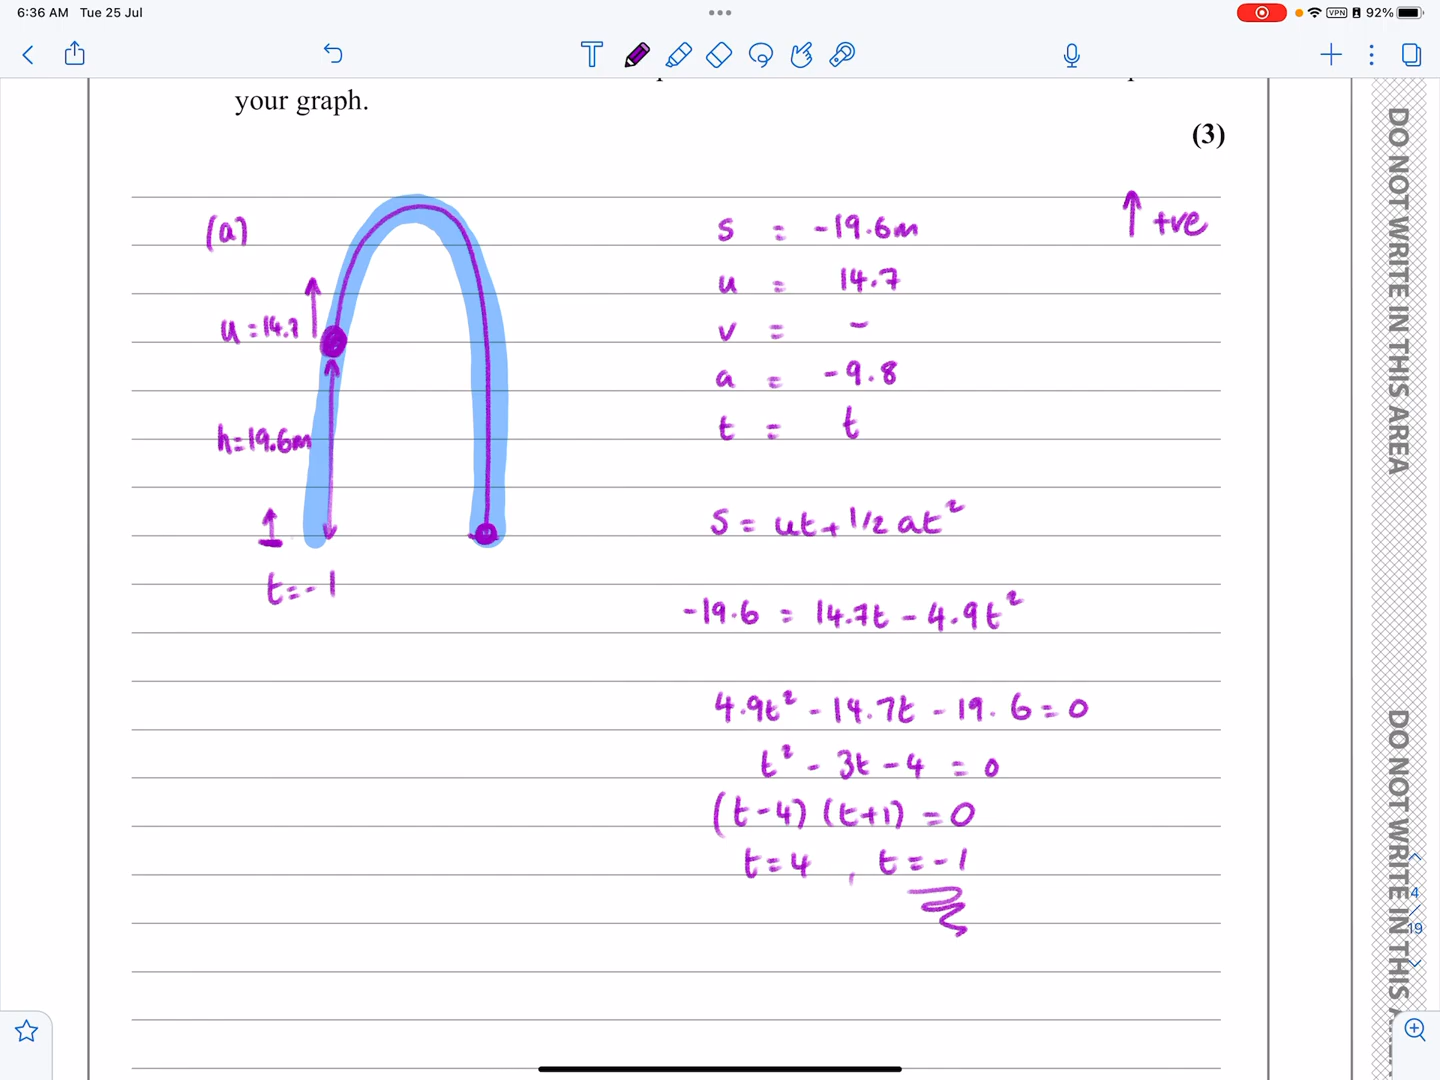 6:36 AM Tue 25 Jul
VPN 92%
T
your graph.
(3)
(a)
u = 14.7
h = 19.6m
t = -1
s = -19.6m
u = 14.7
v = -
a = -9.8
t = t
↑ +ve
S = ut + 1/2 at²
-19.6 = 14.7t - 4.9t²
4.9t² - 14.7t - 19.6 = 0
t² - 3t - 4 = 0
(t-4) (t+1) = 0
t = 4 , t = -1
DO NOT WRITE IN THIS AREA
DO NOT WRITE IN THIS
4
/
19